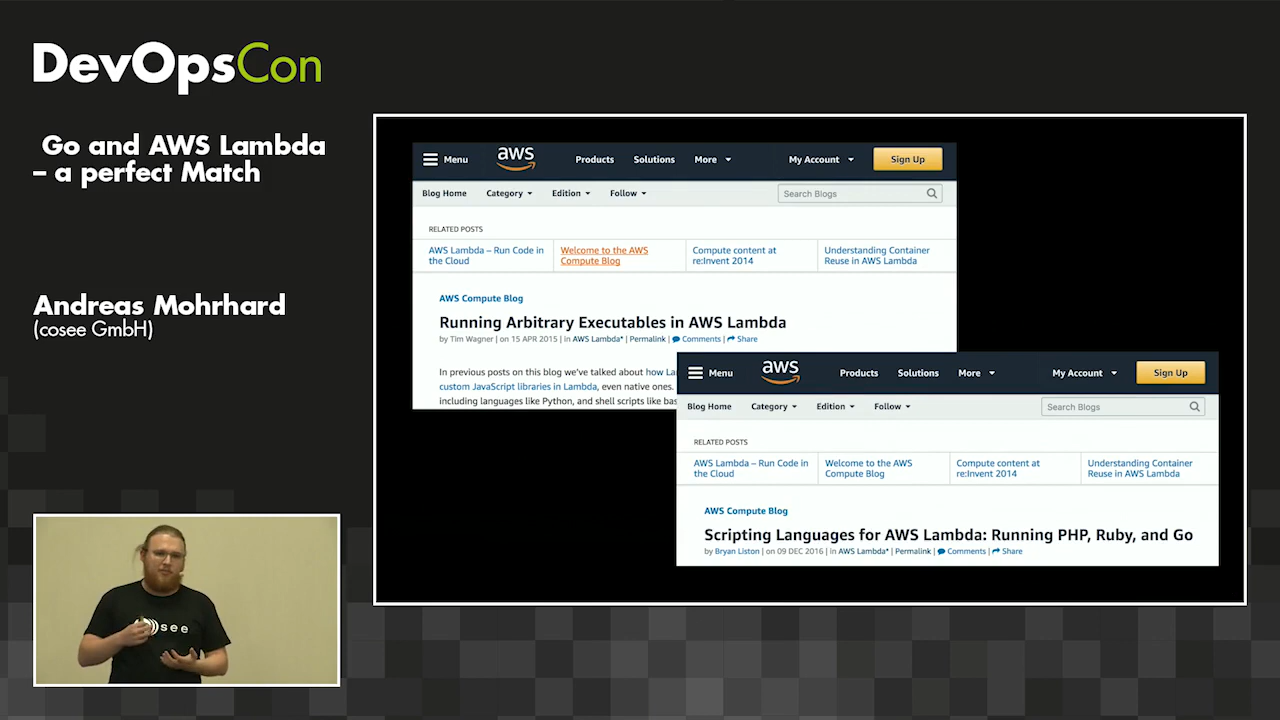 DevOpsCon
Go and AWS Lambda
– a perfect Match
Andreas Mohrhard
(cosee GmbH)
Menu
aws
Products
Solutions
More
My Account
Sign Up
Blog Home
Category
Edition
Follow
Search Blogs
RELATED POSTS
AWS Lambda – Run Code in
the Cloud
Welcome to the AWS
Compute Blog
Compute content at
re:Invent 2014
Understanding Container
Reuse in AWS Lambda
AWS Compute Blog
Running Arbitrary Executables in AWS Lambda
by Tim Wagner | on 15 APR 2015 | in AWS Lambda* | Permalink | Comments | Share
In previous posts on this blog we've talked about how
custom JavaScript libraries in Lambda, even native ones.
including languages like Python, and shell scripts like
Menu
aws
Products
Solutions
More
My Account
Sign Up
Blog Home
Category
Edition
Follow
Search Blogs
RELATED POSTS
AWS Lambda – Run Code in
the Cloud
Welcome to the AWS
Compute Blog
Compute content at
re:Invent 2014
Understanding Container
Reuse in AWS Lambda
AWS Compute Blog
Scripting Languages for AWS Lambda: Running PHP, Ruby, and Go
by Bryan Liston | on 09 DEC 2016 | in AWS Lambda* | Permalink | Comments | Share
see